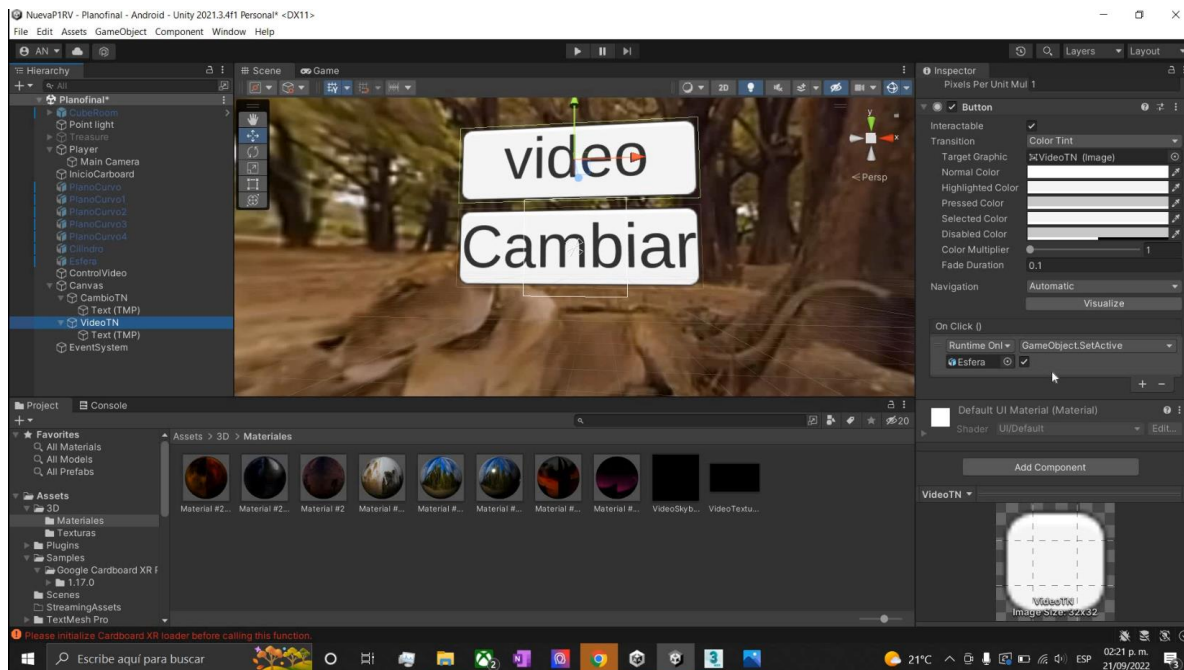 NuevaP1RV - Planofinal - Android - Unity 2021.3.4f1 Personal* <DX11>
File Edit Assets GameObject Component Window Help
AN
Layers
Layout
Hierarchy
All
Planofinal*
CuboRoom
Point light
Treasure
Player
Main Camera
InicioCarboard
PlanoCurvo
PlanoCurvo1
PlanoCurvo2
PlanoCurvo3
PlanoCurvo4
Cilindro
Esfera
ControlVideo
Canvas
CambioTN
Text (TMP)
VideoTN
Text (TMP)
EventSystem
Scene Game
2D
video
Cambiar
y
x
Persp
Inspector
Pixels Per Unit Mul 1
Button
Interactable
Transition Color Tint
Target Graphic VideoTN (Image)
Normal Color
Highlighted Color
Pressed Color
Selected Color
Disabled Color
Color Multiplier 1
Fade Duration 0.1
Navigation Automatic
Visualize
On Click ()
Runtime Onl GameObject.SetActive
Esfera
Default UI Material (Material)
Shader UI/Default Edit...
Add Component
VideoTN
VideoTN
Image Size: 32x32
Project Console
20
Favorites
All Materials
All Models
All Prefabs
Assets
3D
Materiales
Texturas
Plugins
Samples
Google Cardboard XR P
1.17.0
Scenes
StreamingAssets
TextMesh Pro
Assets > 3D > Materiales
Material #2... Material #2... Material #2 Material #... Material #... Material #... Material #... Material #... VideoSkyb... VideoTextu...
Please initialize Cardboard XR loader before calling this function.
Escribe aquí para buscar
21°C
ESP
02:21 p. m.
21/09/2022